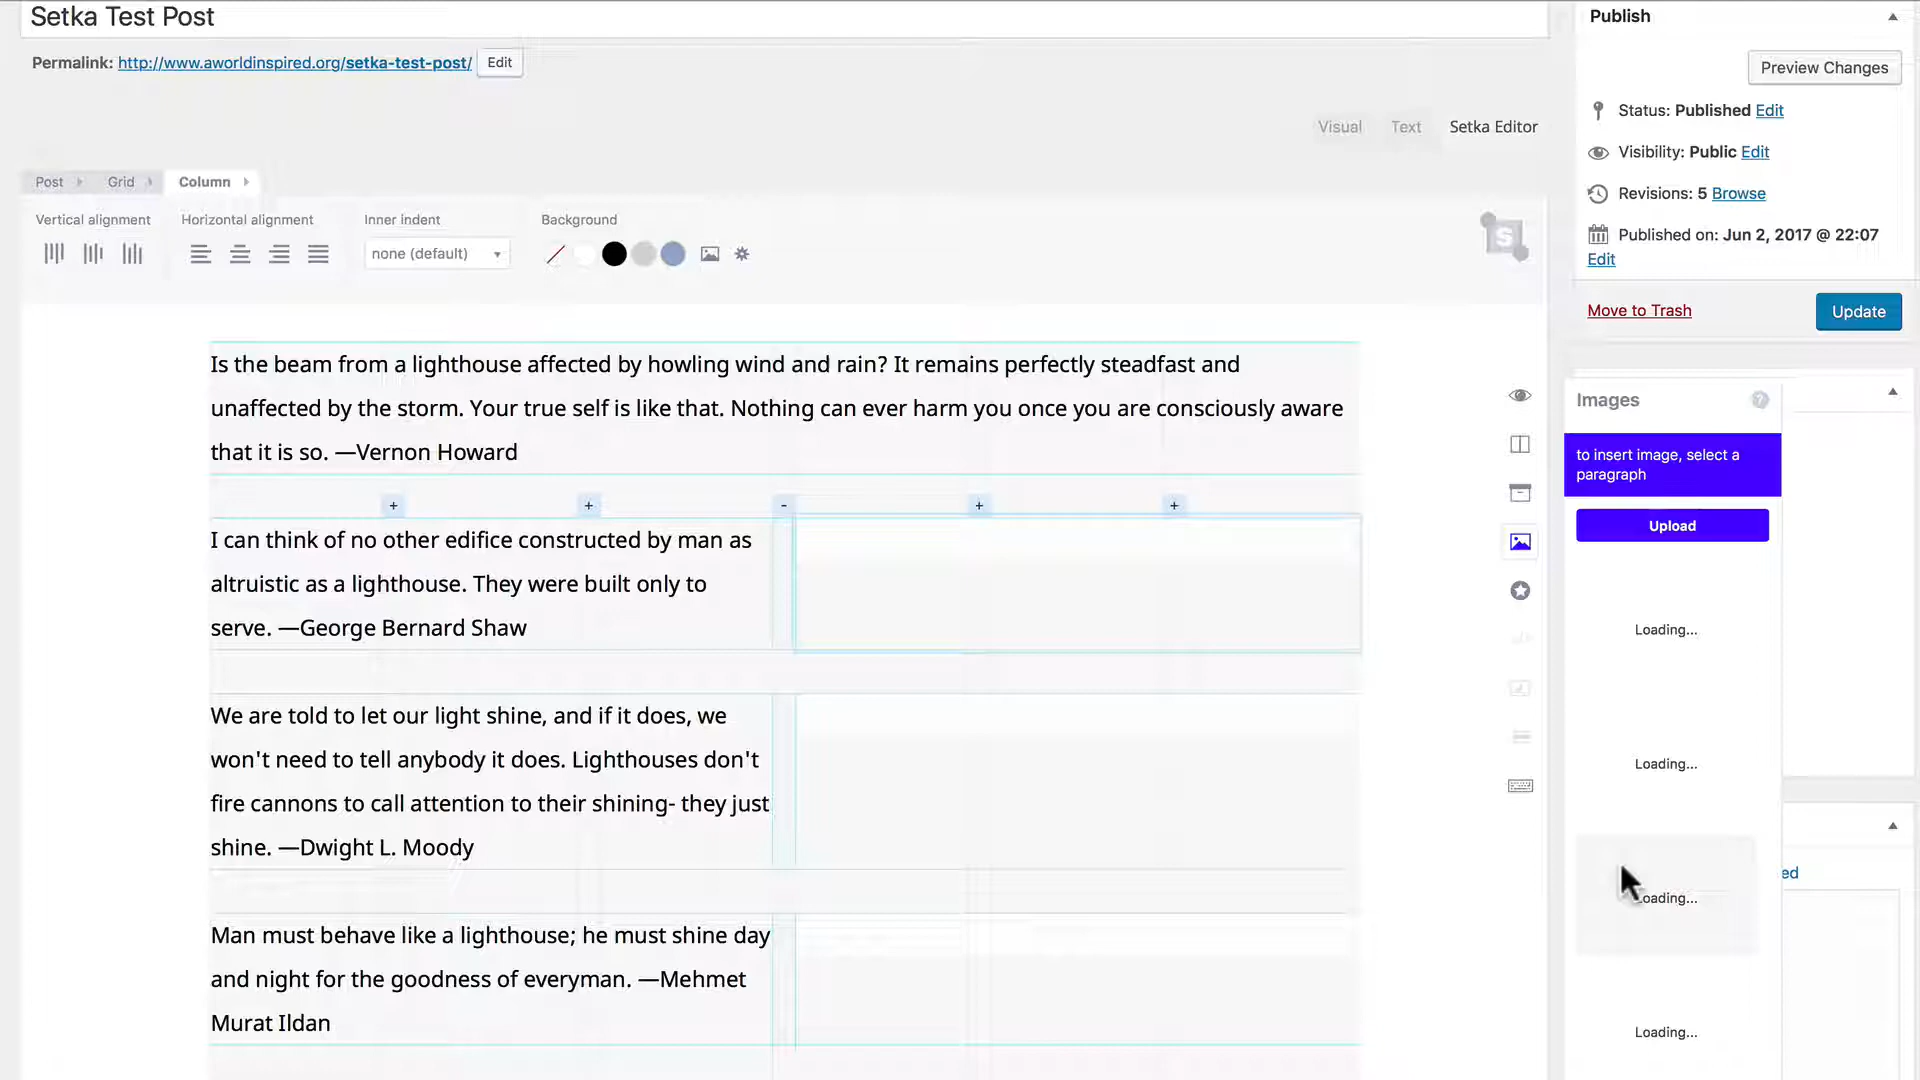 Setka Test Post
Permalink: http://www.aworldinspired.org/setka-test-post/ Edit
Visual Text Setka Editor
Post Grid Column
Vertical alignment Horizontal alignment Inner indent Background
none (default)
S
Is the beam from a lighthouse affected by howling wind and rain? It remains perfectly steadfast and
unaffected by the storm. Your true self is like that. Nothing can ever harm you once you are consciously aware
that it is so. —Vernon Howard
+ + - + +
I can think of no other edifice constructed by man as
altruistic as a lighthouse. They were built only to
serve. —George Bernard Shaw
We are told to let our light shine, and if it does, we
won't need to tell anybody it does. Lighthouses don't
fire cannons to call attention to their shining- they just
shine. —Dwight L. Moody
Man must behave like a lighthouse; he must shine day
and night for the goodness of everyman. —Mehmet
Murat Ildan
Publish
Preview Changes
Status: Published Edit
Visibility: Public Edit
Revisions: 5 Browse
Published on: Jun 2, 2017 @ 22:07
Edit
Move to Trash Update
Images ?
to insert image, select a
paragraph
Upload
Loading...
Loading...
ed
oading...
Loading...